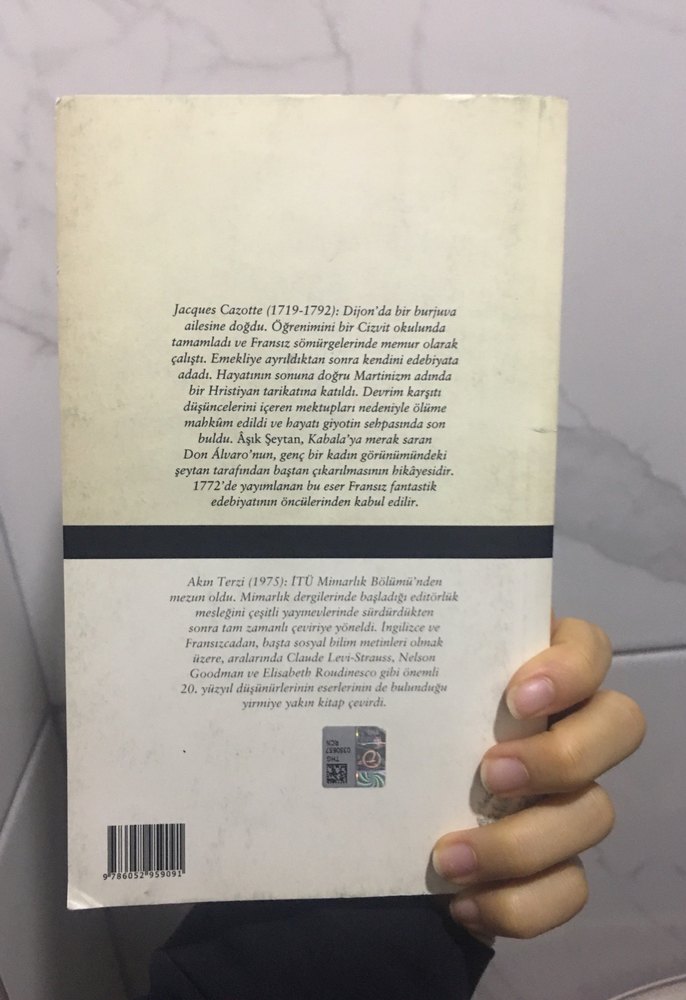 Jacques Cazotte (1719-1792): Dijon'da bir burjuva
ailesine doğdu. Öğrenimini bir Cizvit okulunda
tamamladı ve Fransız sömürgelerinde memur olarak
çalıştı. Emekliye ayrıldıktan sonra kendini edebiyata
adadı. Hayatının sonuna doğru Martinizm adında
bir Hristiyan tarikatına katıldı. Devrim karşıtı
düşüncelerini içeren mektupları nedeniyle ölüme
mahkûm edildi ve hayatı giyotin sehpasında son
buldu. Âşık Şeytan, Kabala'ya merak saran
Don Álvaro'nun, genç bir kadın görünümündeki
şeytan tarafından baştan çıkarılmasının hikâyesidir.
1772'de yayımlanan bu eser Fransız fantastik
edebiyatının öncülerinden kabul edilir.
Akın Terzi (1975): İTÜ Mimarlık Bölümü'nden
mezun oldu. Mimarlık dergilerinde başladığı editörlük
mesleğini çeşitli yayınevlerinde sürdürdükten
sonra tam zamanlı çeviriye yöneldi. İngilizce ve
Fransızcadan, başta sosyal bilim metinleri olmak
üzere, aralarında Claude Levi-Strauss, Nelson
Goodman ve Elisabeth Roudinesco gibi önemli
20. yüzyıl düşünürlerinin eserlerinin de bulunduğu
yirmiye yakın kitap çevirdi.
THG
RCN
0350657
9 786052 959091